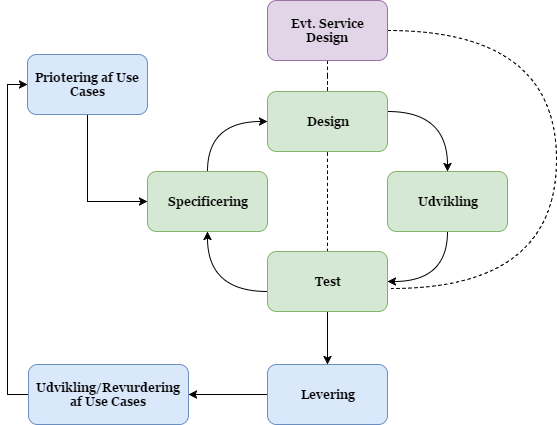 Evt. Service
Design
Priotering af Use
Cases
Design
Specificering
Udvikling
Test
Udvikling/Revurdering
af Use Cases
Levering